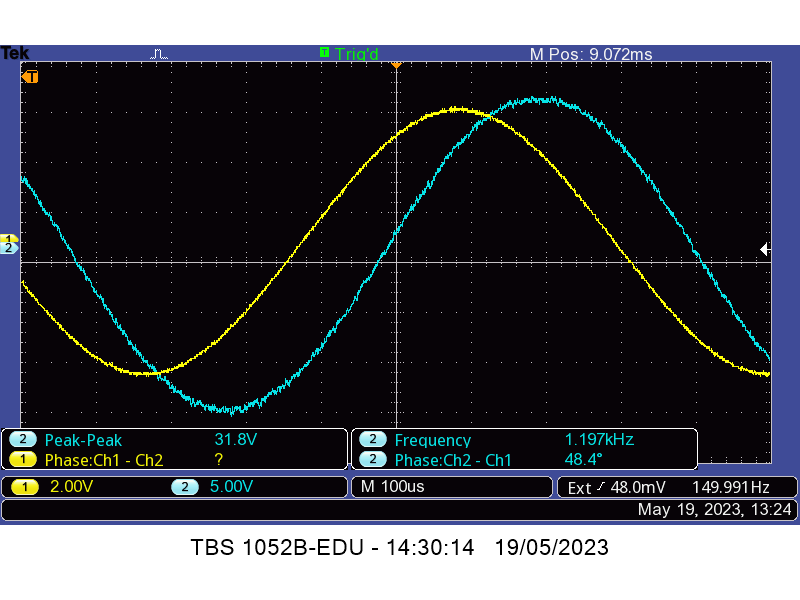 Tek T Trig'd M Pos: 9.072ms
T
1
2
2 Peak-Peak 31.8V 2 Frequency 1.197kHz
1 Phase:Ch1 - Ch2 ? 2 Phase:Ch2 - Ch1 48.4°
1 2.00V 2 5.00V M 100us Ext 48.0mV 149.991Hz
May 19, 2023, 13:24
TBS 1052B-EDU - 14:30:14 19/05/2023